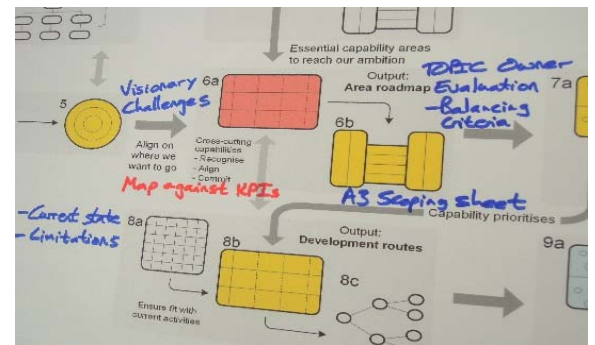 Essential capability areas
to reach our ambition
Output:
Area roadmap
TOPIC Owner
Evaluation
- Balancing
Criteria
7a
5
Visionary
Challenges
6a
Align on
where we
want to go
Cross-cutting
capabilities
- Recognise
- Align
- Commit
6b
Map against KPIs
A3 Scoping sheet
Capability prioritises
- Current state
- Limitations
8a
8b
Output:
Development routes
9a
8c
Ensure fit with
current activities